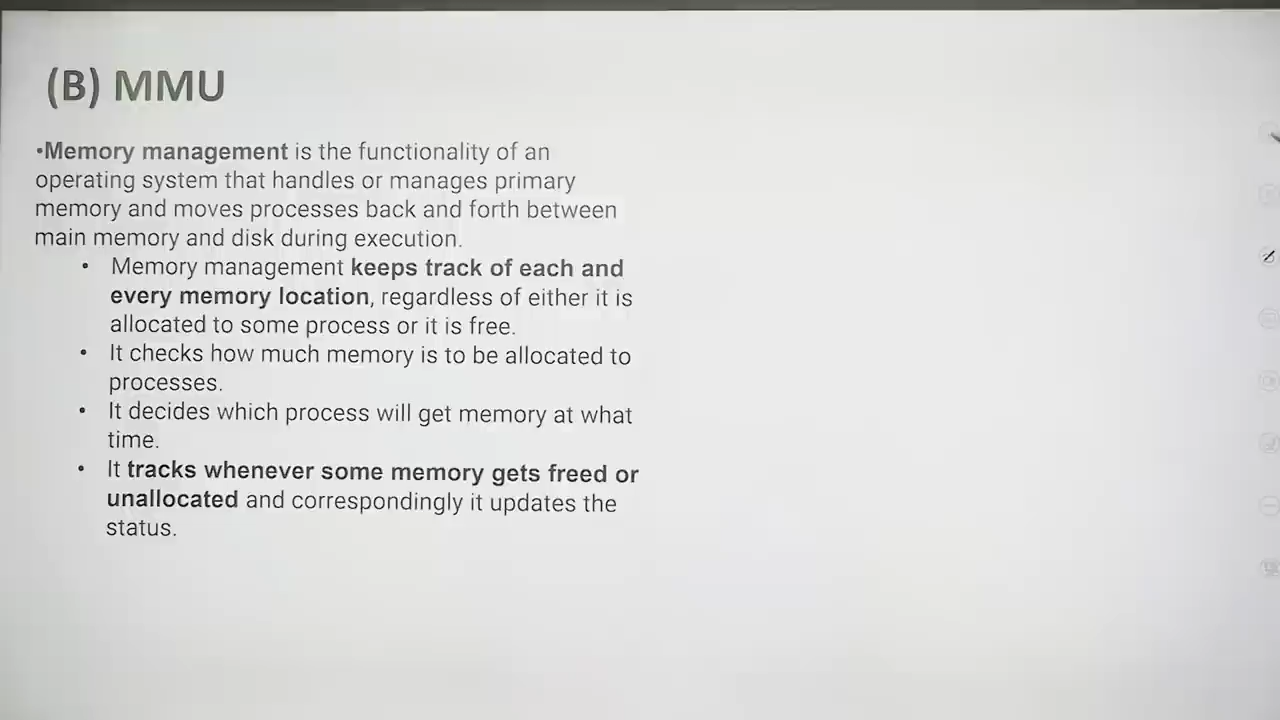 (B) MMU
•Memory management is the functionality of an
operating system that handles or manages primary
memory and moves processes back and forth between
main memory and disk during execution.
• Memory management keeps track of each and
every memory location, regardless of either it is
allocated to some process or it is free.
• It checks how much memory is to be allocated to
processes.
• It decides which process will get memory at what
time.
• It tracks whenever some memory gets freed or
unallocated and correspondingly it updates the
status.